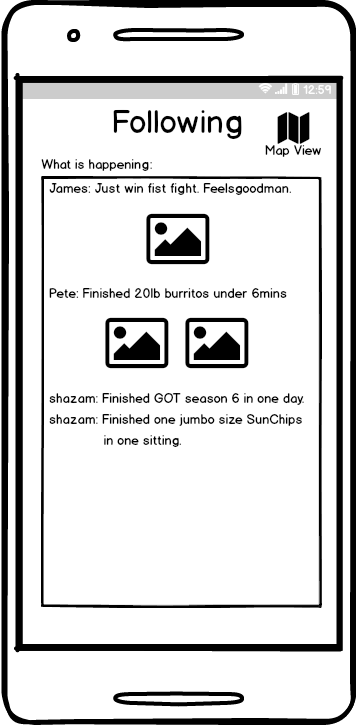 12:59
Following
Map View
What is happening:
James: Just win fist fight. Feelsgoodman.
Pete: Finished 20lb burritos under 6mins
shazam: Finished GOT season 6 in one day.
shazam: Finished one jumbo size SunChips
in one sitting.